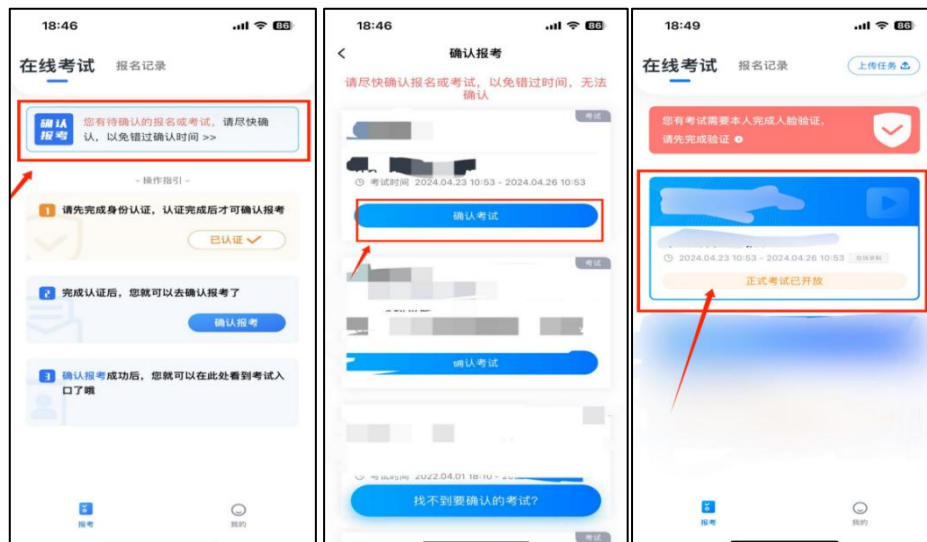 18:46
86
在线考试 报名记录
确认
报考
您有待确认的报名或考试，请尽快确
认，以免错过确认时间 >>
- 操作指引 -
1 请先完成身份认证，认证完成后才可确认报考
已认证
2 完成认证后，您就可以去确认报考了
确认报考
3 确认报考成功后，您就可以在此处看到考试入
口了哦
报考 我的
18:46
86
确认报考
请尽快确认报名或考试，以免错过时间，无法
确认
考试
考试时间 2024.04.23 10:53 - 2024.04.26 10:53
确认考试
考试
确认考试
考试时间 2022.04.01 18:10 - 20
找不到要确认的考试?
考试
18:49
86
在线考试 报名记录 上传任务
您有考试需要本人完成人脸验证，
请先完成验证
2024.04.23 10:53 - 2024.04.26 10:53
正式考试已开放
报考 我的